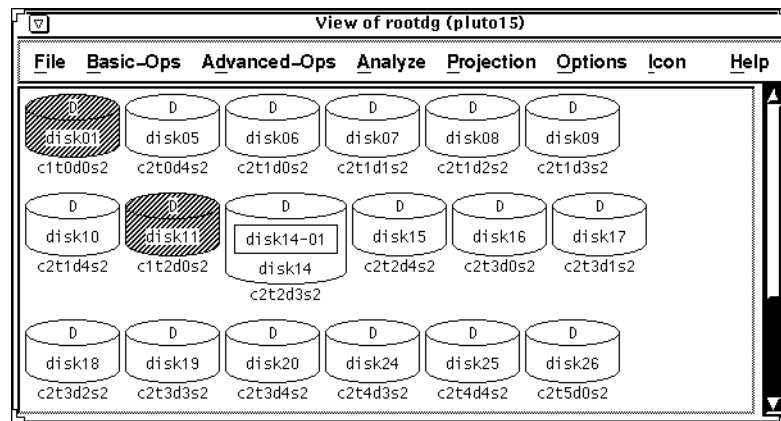 View of rootdg (pluto15)
File Basic-Ops Advanced-Ops Analyze Projection Options Icon Help
D D D D D D
disk01 disk05 disk06 disk07 disk08 disk09
c1t0d0s2 c2t0d4s2 c2t1d0s2 c2t1d1s2 c2t1d2s2 c2t1d3s2
D D D D D D
disk10 disk11 disk14-01 disk15 disk16 disk17
disk14
c2t1d4s2 c1t2d0s2 c2t2d4s2 c2t3d0s2 c2t3d1s2
c2t2d3s2
D D D D D D
disk18 disk19 disk20 disk24 disk25 disk26
c2t3d2s2 c2t3d3s2 c2t3d4s2 c2t4d3s2 c2t4d4s2 c2t5d0s2